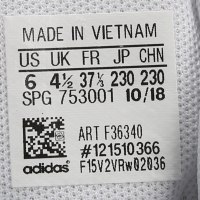 MADE IN VIETNAM
US UK FR JP CHN
6 4½ 37⅓ 230 230
SPG 753001 10/18
ART F36340
#121510366
adidas F15V2VRw02036